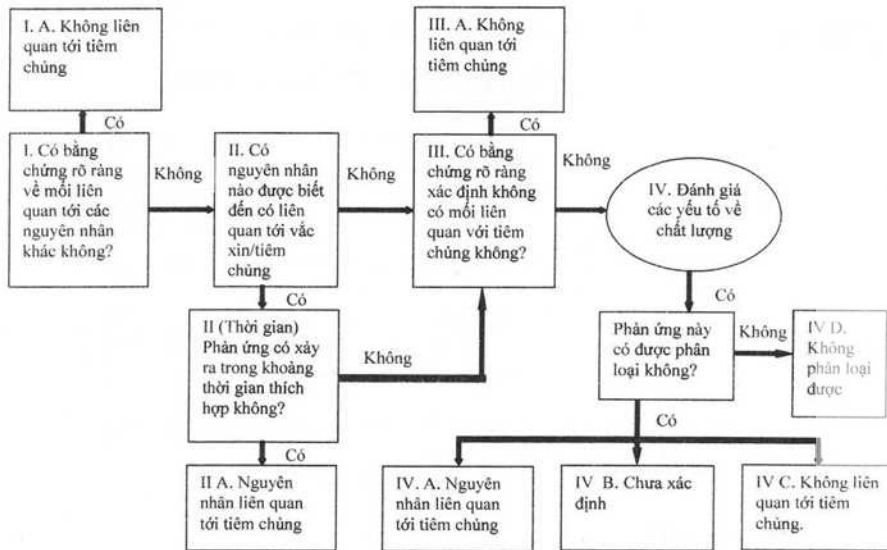 I. A. Không liên
quan tới tiêm
chủng
III. A. Không
liên quan tới
tiêm chủng
Có
Có
I. Có bằng
chứng rõ ràng
về mối liên
quan tới các
nguyên nhân
khác không?
Không
II. Có
nguyên nhân
nào được biết
đến có liên
quan tới vắc
xin/tiêm
chủng
Không
III. Có bằng
chứng rõ ràng
xác định không
có mối liên
quan với tiêm
chủng không?
Không
IV. Đánh giá
các yếu tố về
chất lượng
Có
Có
II (Thời gian)
Phản ứng có xảy
ra trong khoảng
thời gian thích
hợp không?
Không
Phản ứng này
có được phân
loại không?
Không
IV D.
Không
phân loại
được
Có
Có
II A. Nguyên
nhân liên quan
tới tiêm chủng
IV. A. Nguyên
nhân liên quan
tới tiêm chủng
IV B. Chưa xác
định
IV C. Không liên
quan tới tiêm
chủng.